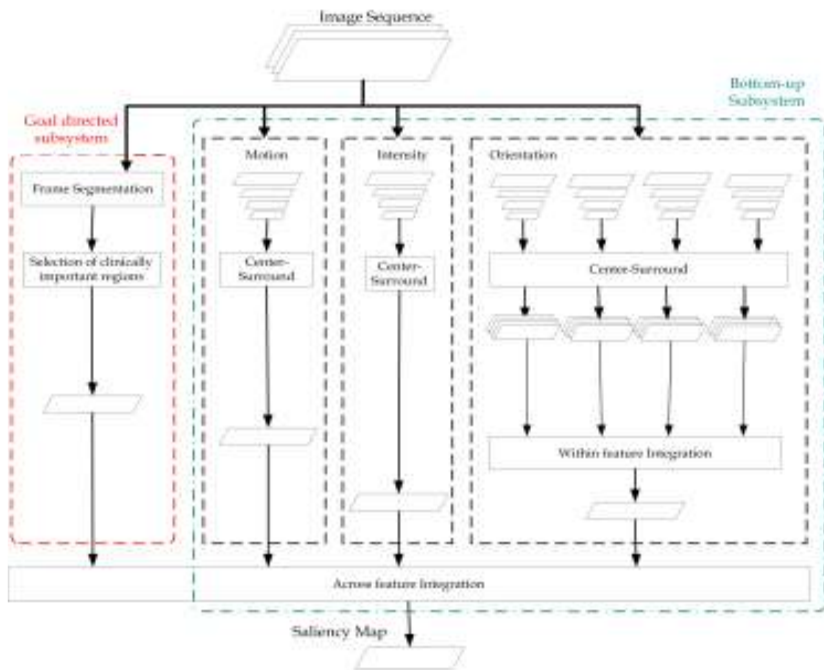 Image Sequence
Bottom-up
Subsystem
Goal directed
subsystem
Motion
Intensity
Orientation
Frame Segmentation
Selection of clinically
important regions
Center-
Surround
Center-
Surround
Center-Surround
Within feature Integration
Across feature Integration
Saliency Map